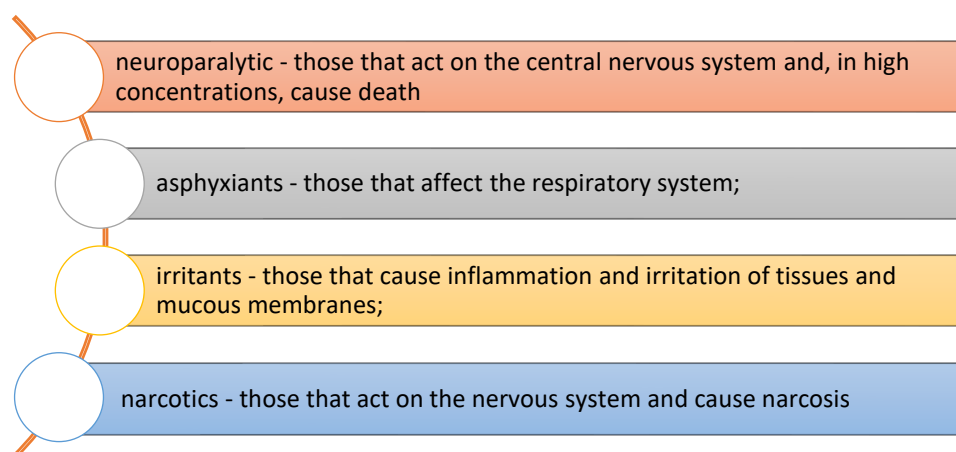 neuroparalytic - those that act on the central nervous system and, in high
concentrations, cause death
asphyxiants - those that affect the respiratory system;
irritants - those that cause inflammation and irritation of tissues and
mucous membranes;
narcotics - those that act on the nervous system and cause narcosis